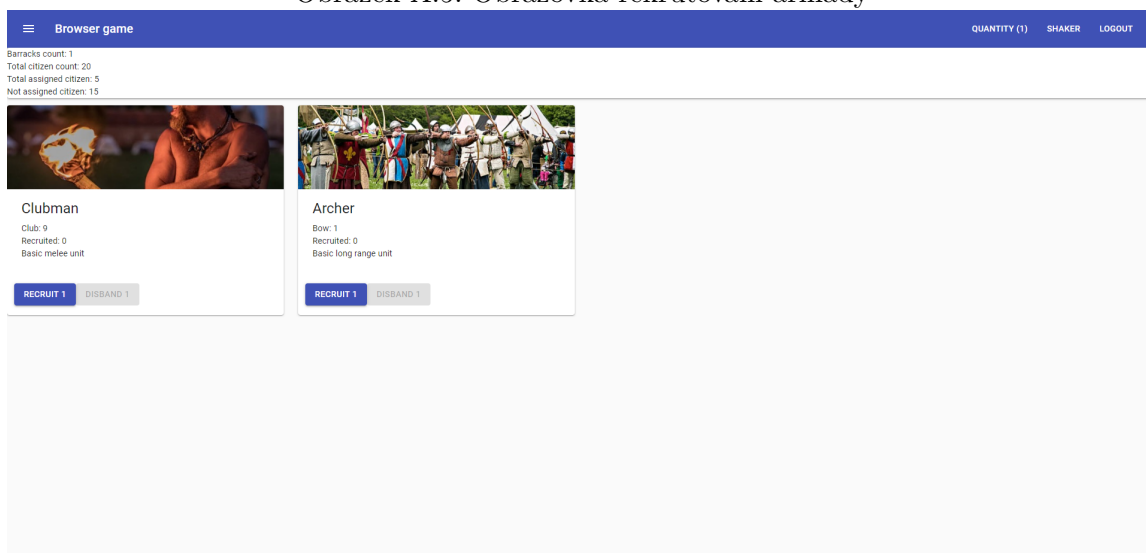 Browser game
QUANTITY (1) SHAKER LOGOUT
Barracks count: 1
Total citizen count: 20
Total assigned citizen: 5
Not assigned citizen: 15
Clubman
Club: 9
Recruited: 0
Basic melee unit
RECRUIT 1 DISBAND 1
Archer
Bow: 1
Recruited: 0
Basic long range unit
RECRUIT 1 DISBAND 1